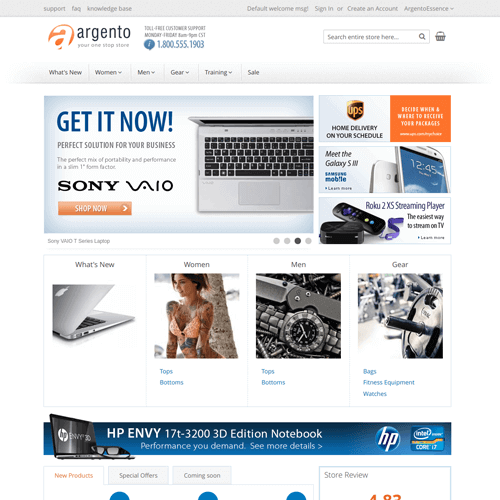 support faq knowledge base
Default welcome msg! Sign In or Create an Account ArgentoEssence
argento
your one stop store
TOLL-FREE CUSTOMER SUPPORT
MONDAY-FRIDAY 8am-9pm CST
1.800.555.1903
Search entire store here...
What's New Women Men Gear Training Sale
GET IT NOW!
PERFECT SOLUTION FOR YOUR BUSINESS
The perfect mix of portability and performance
in a slim 1" form factor.
SONY VAIO
SHOP NOW
Sony VAIO T Series Laptop
ups
HOME DELIVERY
ON YOUR SCHEDULE
DECIDE WHEN &
WHERE TO RECEIVE
YOUR PACKAGES
Meet the
Galaxy S III
SAMSUNG
mobile
Learn more
Roku 2 XS Streaming Player
The easiest way
to stream on TV
Learn more
What's New
Women
Tops
Bottoms
Men
Tops
Bottoms
Gear
Bags
Fitness Equipment
Watches
HP ENVY 17t-3200 3D Edition Notebook
Performance you demand. See more details >
hp
intel
CORE i7
New Products Special Offers Coming soon
Store Review